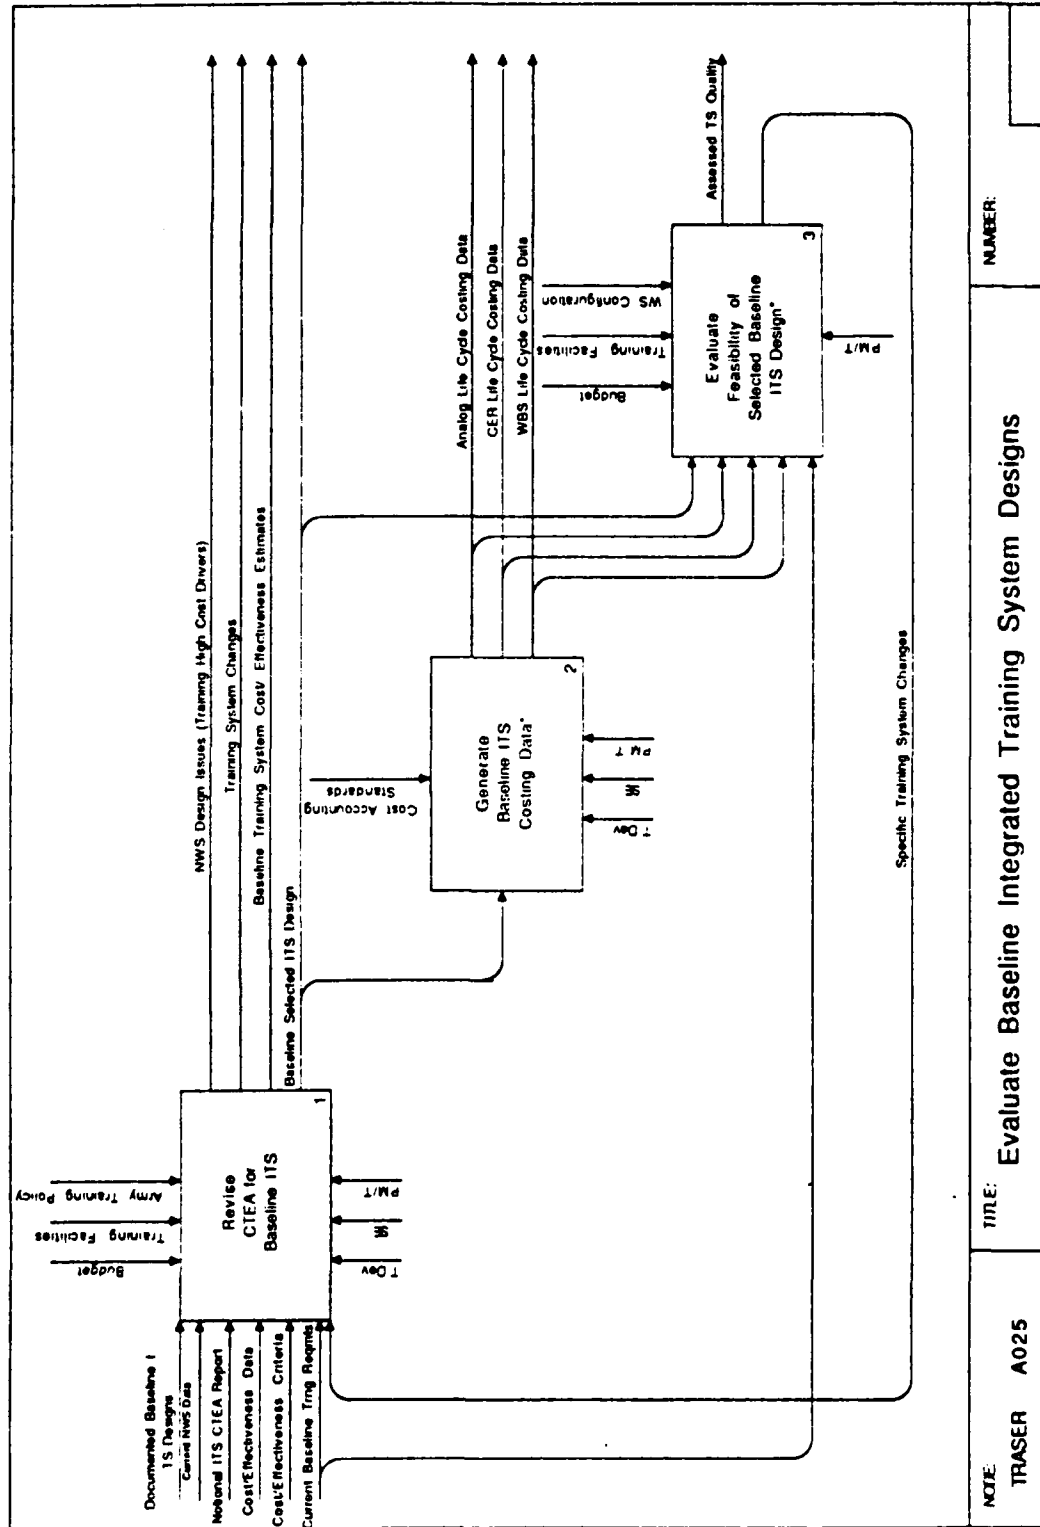 Budget
Training Facilities
Army Training Policy
Documented Baseline I
TS Designs
Current NWS Data
Notional ITS CTEA Report
Cost/Effectiveness Data
Cost/Effectiveness Criteria
Current Baseline Trng Reqmts
Revise
CTEA for
Baseline ITS
1
T Dev
PM/T
NWS Design Issues (Training High Cost Drivers)
Training System Changes
Baseline Training System Cost/ Effectiveness Estimates
Baseline Selected ITS Design
Cost Accounting
Standards
Generate
Baseline ITS
Costing Data*
2
T Dev
PM T
Analog Life Cycle Costing Data
CER Life Cycle Costing Data
WBS Life Cycle Costing Data
Budget
Training Facilities
WS Configuration
Evaluate
Feasibility of
Selected Baseline
ITS Design*
3
PM/T
Assessed TS Quality
Specific Training System Changes
NODE:
TRASER A025
TITLE:
Evaluate Baseline Integrated Training System Designs
NUMBER: